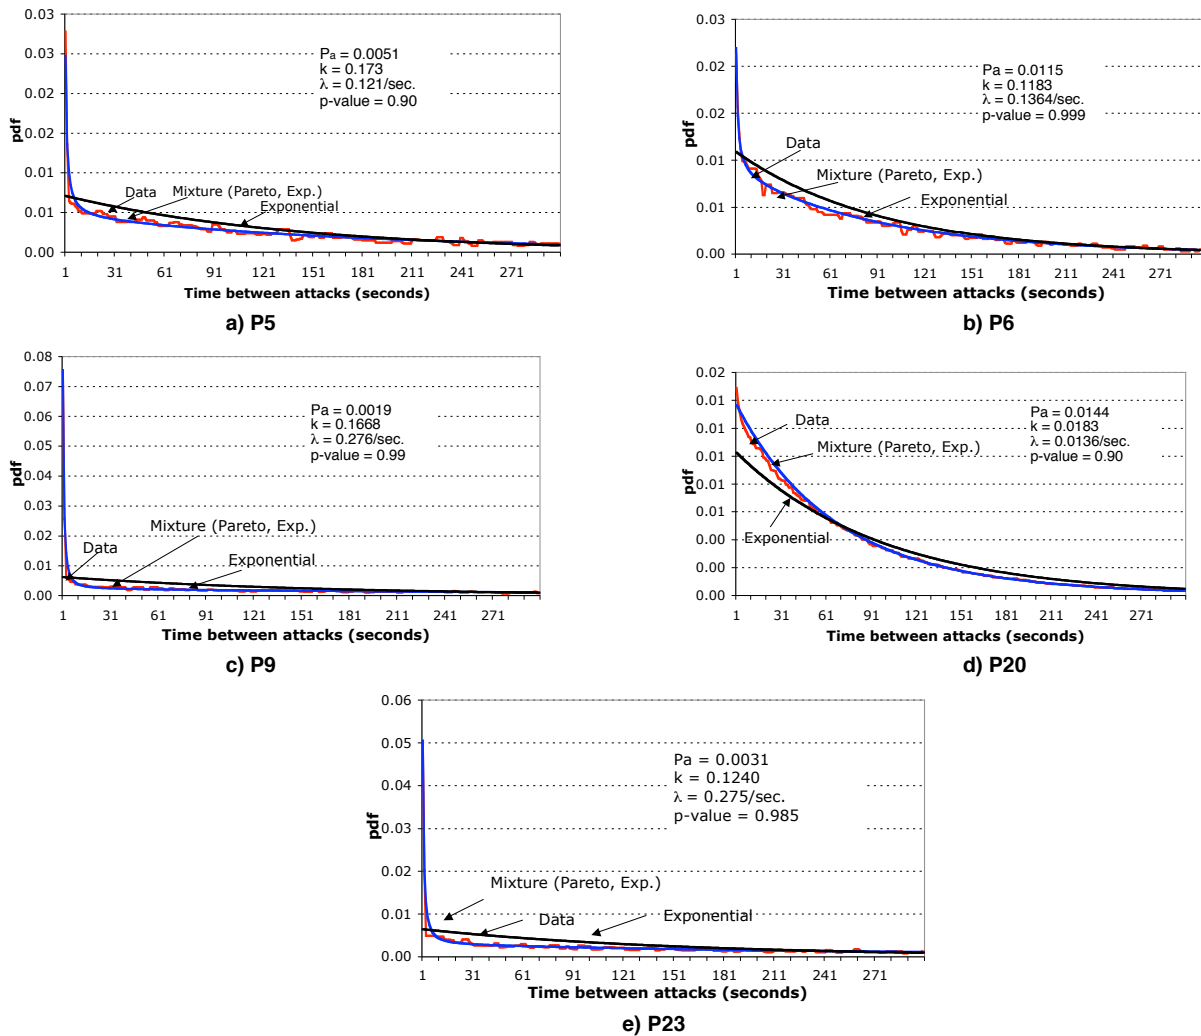 0.03
0.03
0.02
0.02
0.01
0.01
0.00
pdf
Pa = 0.0051
k = 0.173
λ = 0.121/sec.
p-value = 0.90
Data
Mixture (Pareto, Exp.)
Exponential
1 31 61 91 121 151 181 211 241 271
Time between attacks (seconds)
a) P5
0.03
0.02
0.02
0.01
0.01
0.00
pdf
Pa = 0.0115
k = 0.1183
λ = 0.1364/sec.
p-value = 0.999
Data
Mixture (Pareto, Exp.)
Exponential
1 31 61 91 121 151 181 211 241 271
Time between attacks (seconds)
b) P6
0.08
0.07
0.06
0.05
0.04
0.03
0.02
0.01
0.00
pdf
Pa = 0.0019
k = 0.1668
λ = 0.276/sec.
p-value = 0.99
Mixture (Pareto, Exp.)
Data
Exponential
1 31 61 91 121 151 181 211 241 271
Time between attacks (seconds)
c) P9
0.02
0.01
0.01
0.01
0.01
0.01
0.00
0.00
0.00
pdf
Pa = 0.0144
k = 0.0183
λ = 0.0136/sec.
p-value = 0.90
Data
Mixture (Pareto, Exp.)
Exponential
1 31 61 91 121 151 181 211 241 271
Time between attacks (seconds)
d) P20
0.06
0.05
0.04
0.03
0.02
0.01
0.00
pdf
Pa = 0.0031
k = 0.1240
λ = 0.275/sec.
p-value = 0.985
Mixture (Pareto, Exp.)
Data
Exponential
1 31 61 91 121 151 181 211 241 271
Time between attacks (seconds)
e) P23